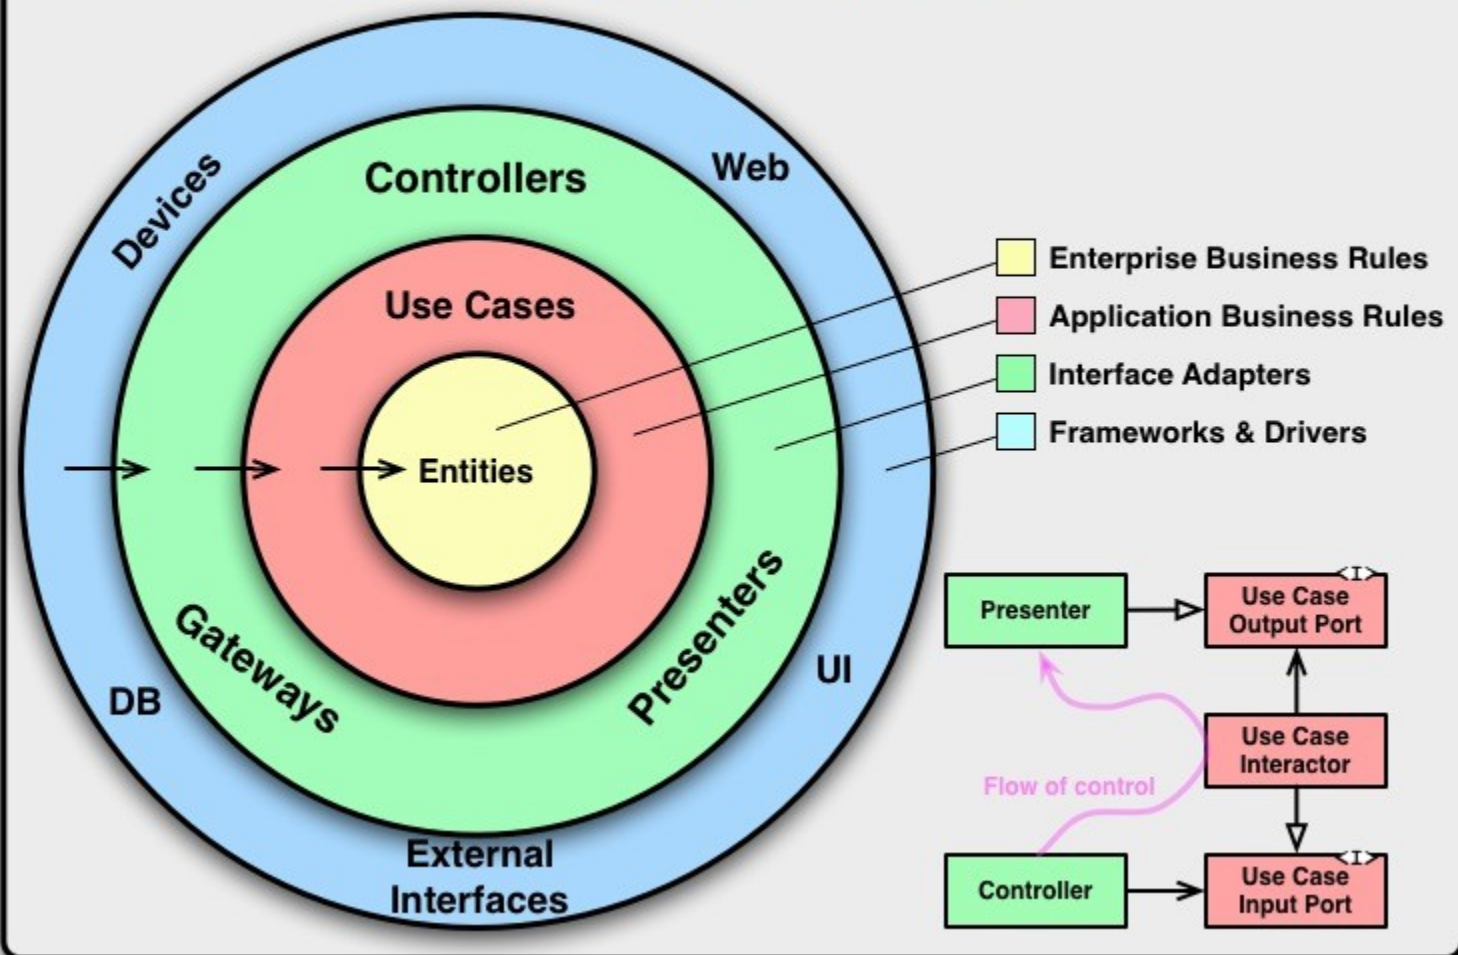 Devices
Web
Controllers
Use Cases
Entities
Gateways
Presenters
DB
UI
External
Interfaces
Enterprise Business Rules
Application Business Rules
Interface Adapters
Frameworks & Drivers
Presenter
<I>
Use Case
Output Port
Use Case
Interactor
Flow of control
Controller
<I>
Use Case
Input Port